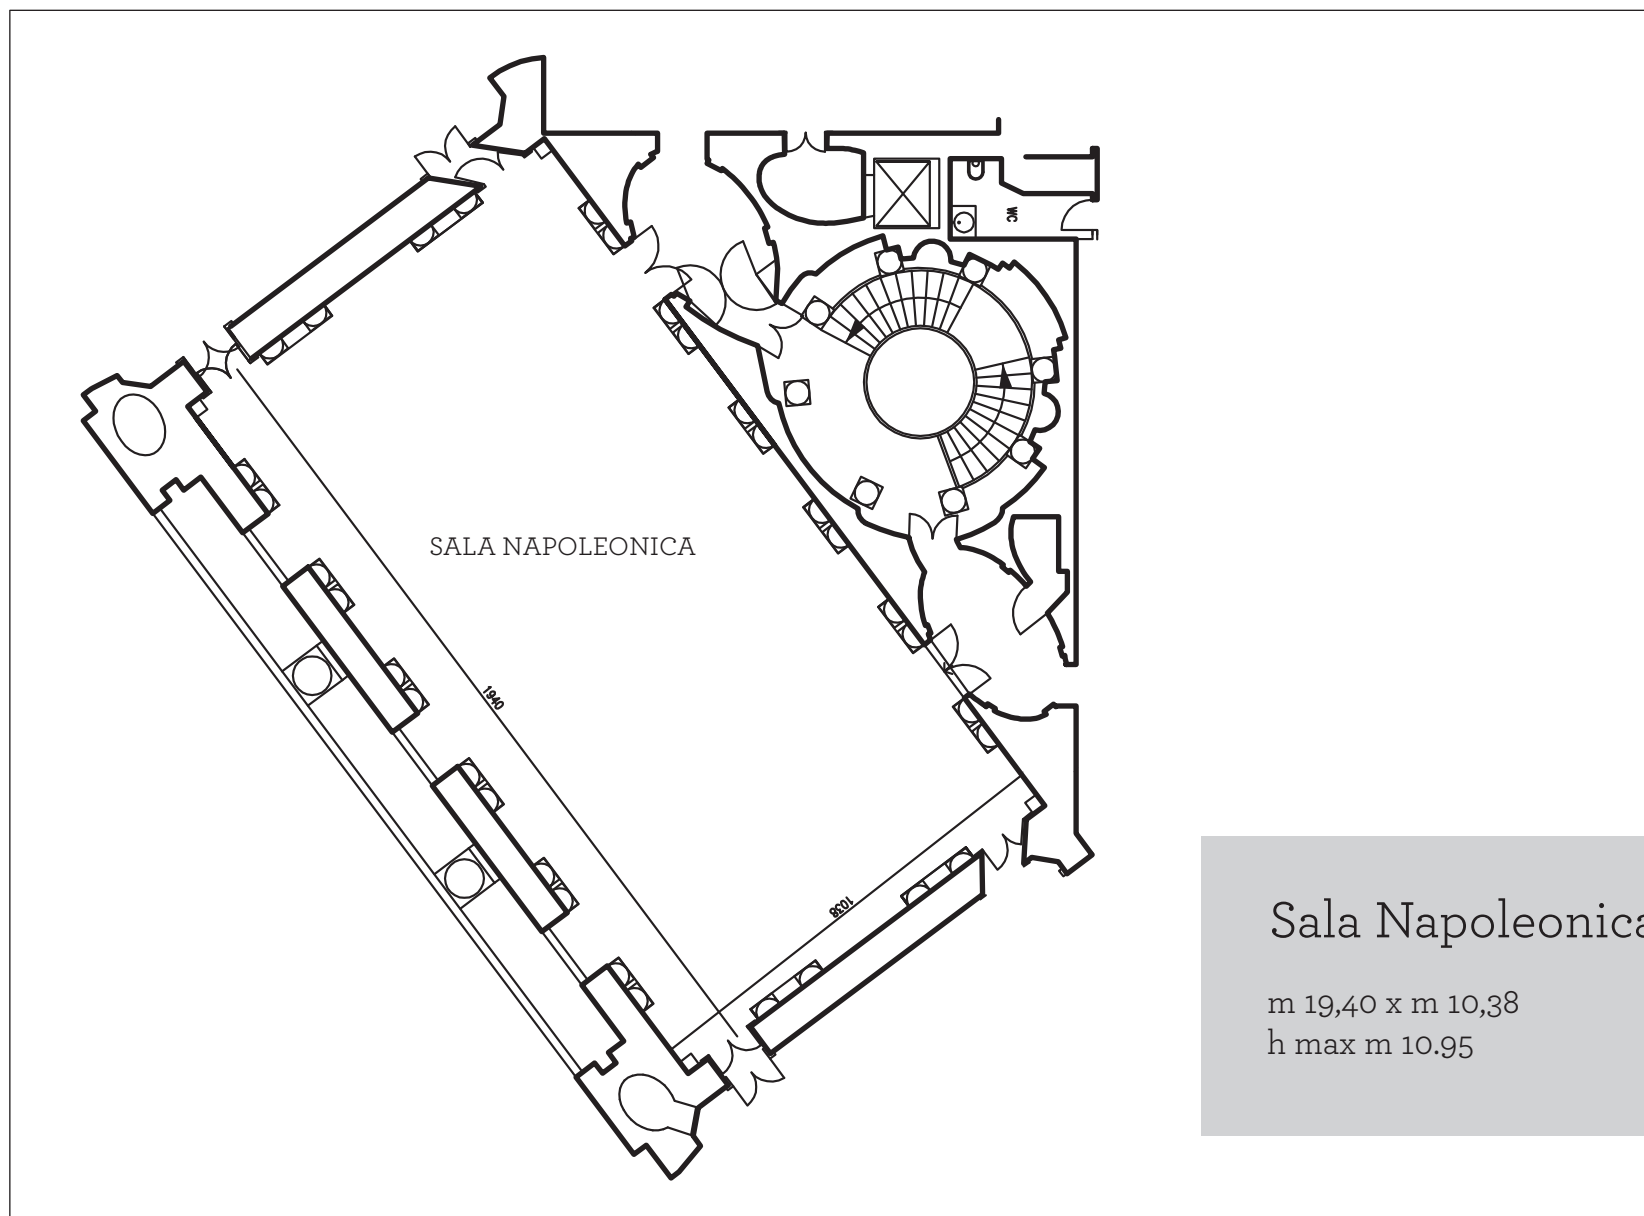 WC
SALA NAPOLEONICA
1940
1038
Sala Napoleonica
m 19,40 x m 10,38
h max m 10.95